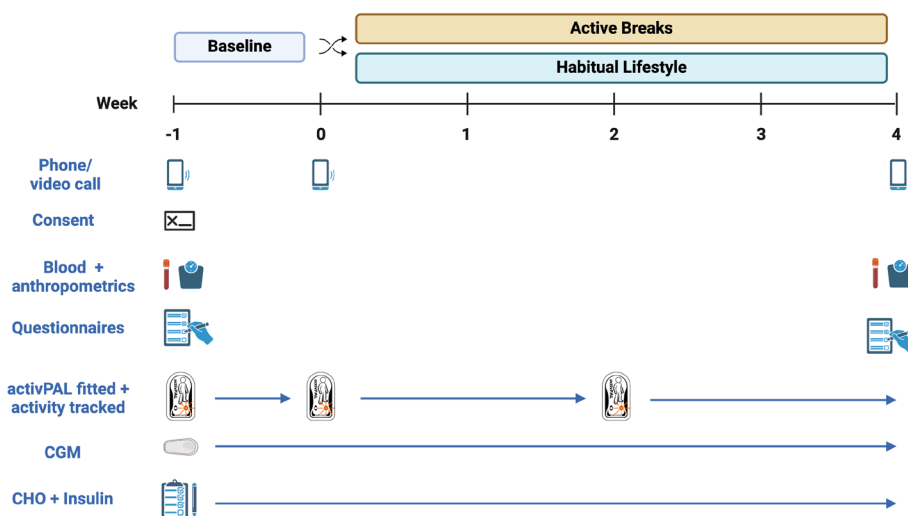 Active Breaks
Baseline
Habitual Lifestyle
Week
-1 0 1 2 3 4
Phone/
video call
Consent
Blood +
anthropometrics
Questionnaires
activPAL fitted +
activity tracked
CGM
CHO + Insulin